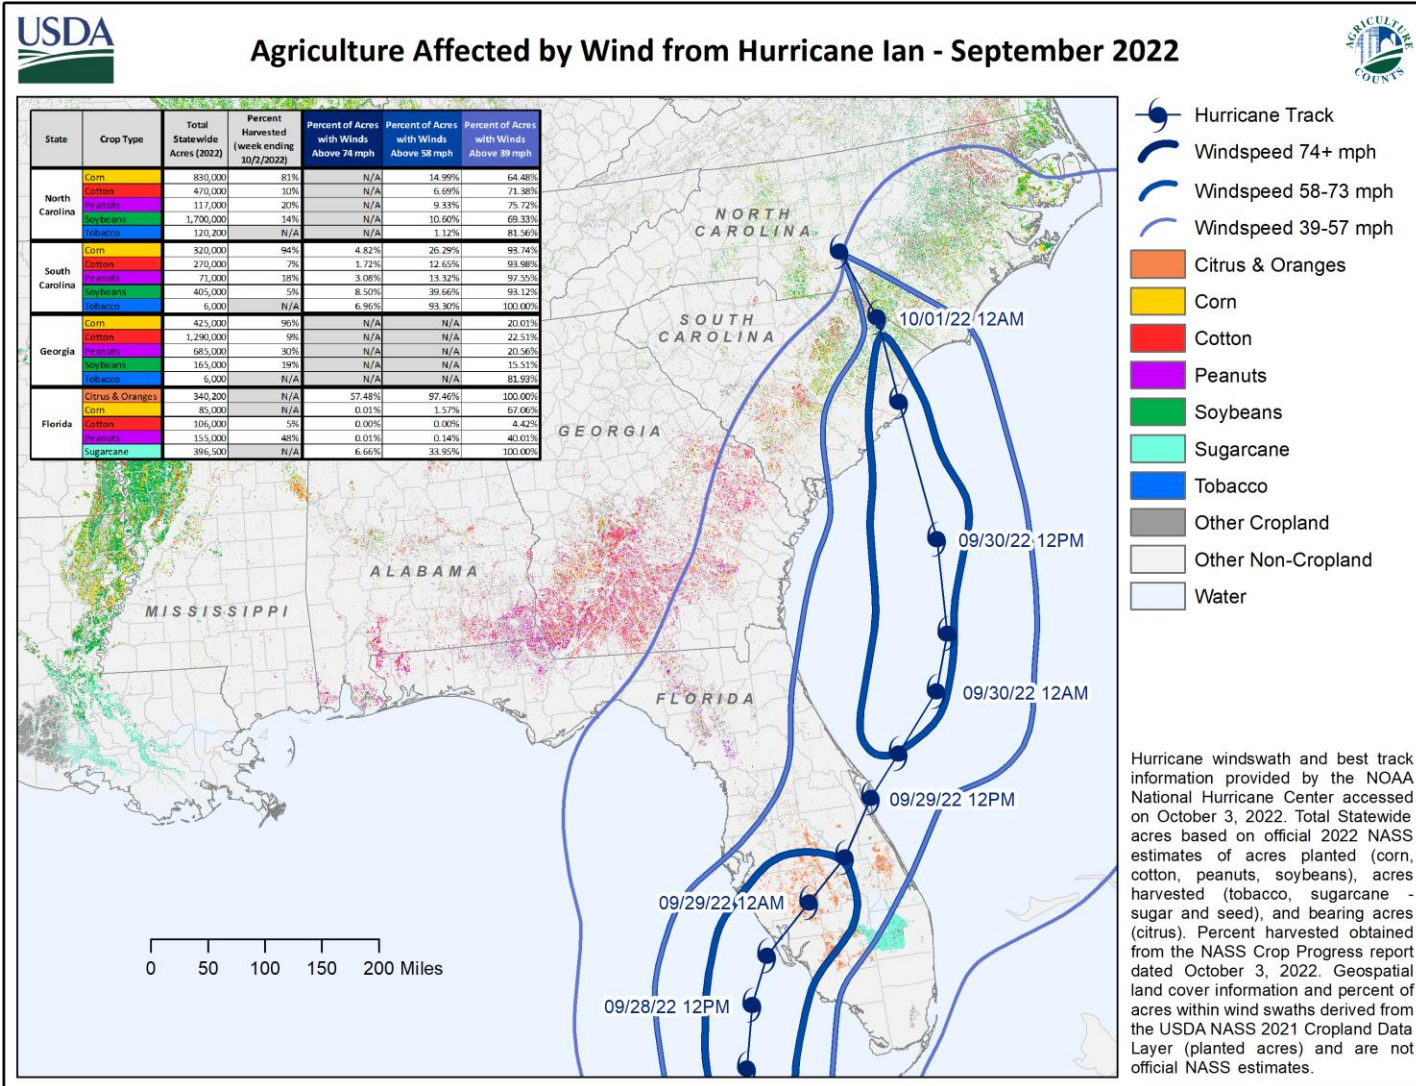 USDA
Agriculture Affected by Wind from Hurricane Ian - September 2022
AGRICULTURE COUNTS
State Crop Type Total Statewide Acres (2022) Percent Harvested (week ending 10/2/2022) Percent of Acres with Winds Above 74 mph Percent of Acres with Winds Above 58 mph Percent of Acres with Winds Above 39 mph
North Carolina
Corn 830,000 81% N/A 14.99% 64.48%
Cotton 470,000 10% N/A 6.69% 71.38%
Peanuts 117,000 20% N/A 9.33% 75.72%
Soybeans 1,700,000 14% N/A 10.60% 69.33%
Tobacco 120,200 N/A N/A 1.12% 81.56%
South Carolina
Corn 320,000 94% 4.82% 26.29% 93.74%
Cotton 270,000 7% 1.72% 12.65% 93.98%
Peanuts 71,000 18% 3.08% 13.32% 97.55%
Soybeans 405,000 5% 8.50% 39.66% 93.12%
Tobacco 6,000 N/A 6.96% 93.30% 100.00%
Georgia
Corn 425,000 96% N/A N/A 20.01%
Cotton 1,290,000 9% N/A N/A 22.51%
Peanuts 685,000 30% N/A N/A 20.56%
Soybeans 165,000 19% N/A N/A 15.51%
Tobacco 6,000 N/A N/A N/A 81.93%
Florida
Citrus & Oranges 340,200 N/A 57.48% 97.46% 100.00%
Corn 85,000 N/A 0.01% 1.57% 67.06%
Cotton 106,000 5% 0.00% 0.00% 4.42%
Peanuts 155,000 48% 0.01% 0.14% 40.01%
Sugarcane 396,500 N/A 6.66% 33.95% 100.00%
NORTH
CAROLINA
SOUTH
CAROLINA
GEORGIA
ALABAMA
MISSISSIPPI
FLORIDA
10/01/22 12AM
09/30/22 12PM
09/30/22 12AM
09/29/22 12PM
09/29/22 12AM
09/28/22 12PM
0 50 100 150 200 Miles
Hurricane Track
Windspeed 74+ mph
Windspeed 58-73 mph
Windspeed 39-57 mph
Citrus & Oranges
Corn
Cotton
Peanuts
Soybeans
Sugarcane
Tobacco
Other Cropland
Other Non-Cropland
Water
Hurricane windswath and best track
information provided by the NOAA
National Hurricane Center accessed
on October 3, 2022. Total Statewide
acres based on official 2022 NASS
estimates of acres planted (corn,
cotton, peanuts, soybeans), acres
harvested (tobacco, sugarcane -
sugar and seed), and bearing acres
(citrus). Percent harvested obtained
from the NASS Crop Progress report
dated October 3, 2022. Geospatial
land cover information and percent of
acres within wind swaths derived from
the USDA NASS 2021 Cropland Data
Layer (planted acres) and are not
official NASS estimates.